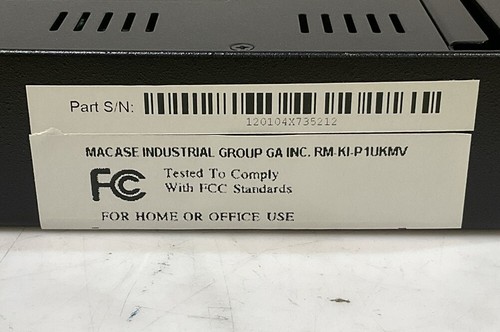 Part S/N:
120104X735212
MACASE INDUSTRIAL GROUP GA INC. RM-KI-P1UKMV
FC Tested To Comply
With FCC Standards
FOR HOME OR OFFICE USE